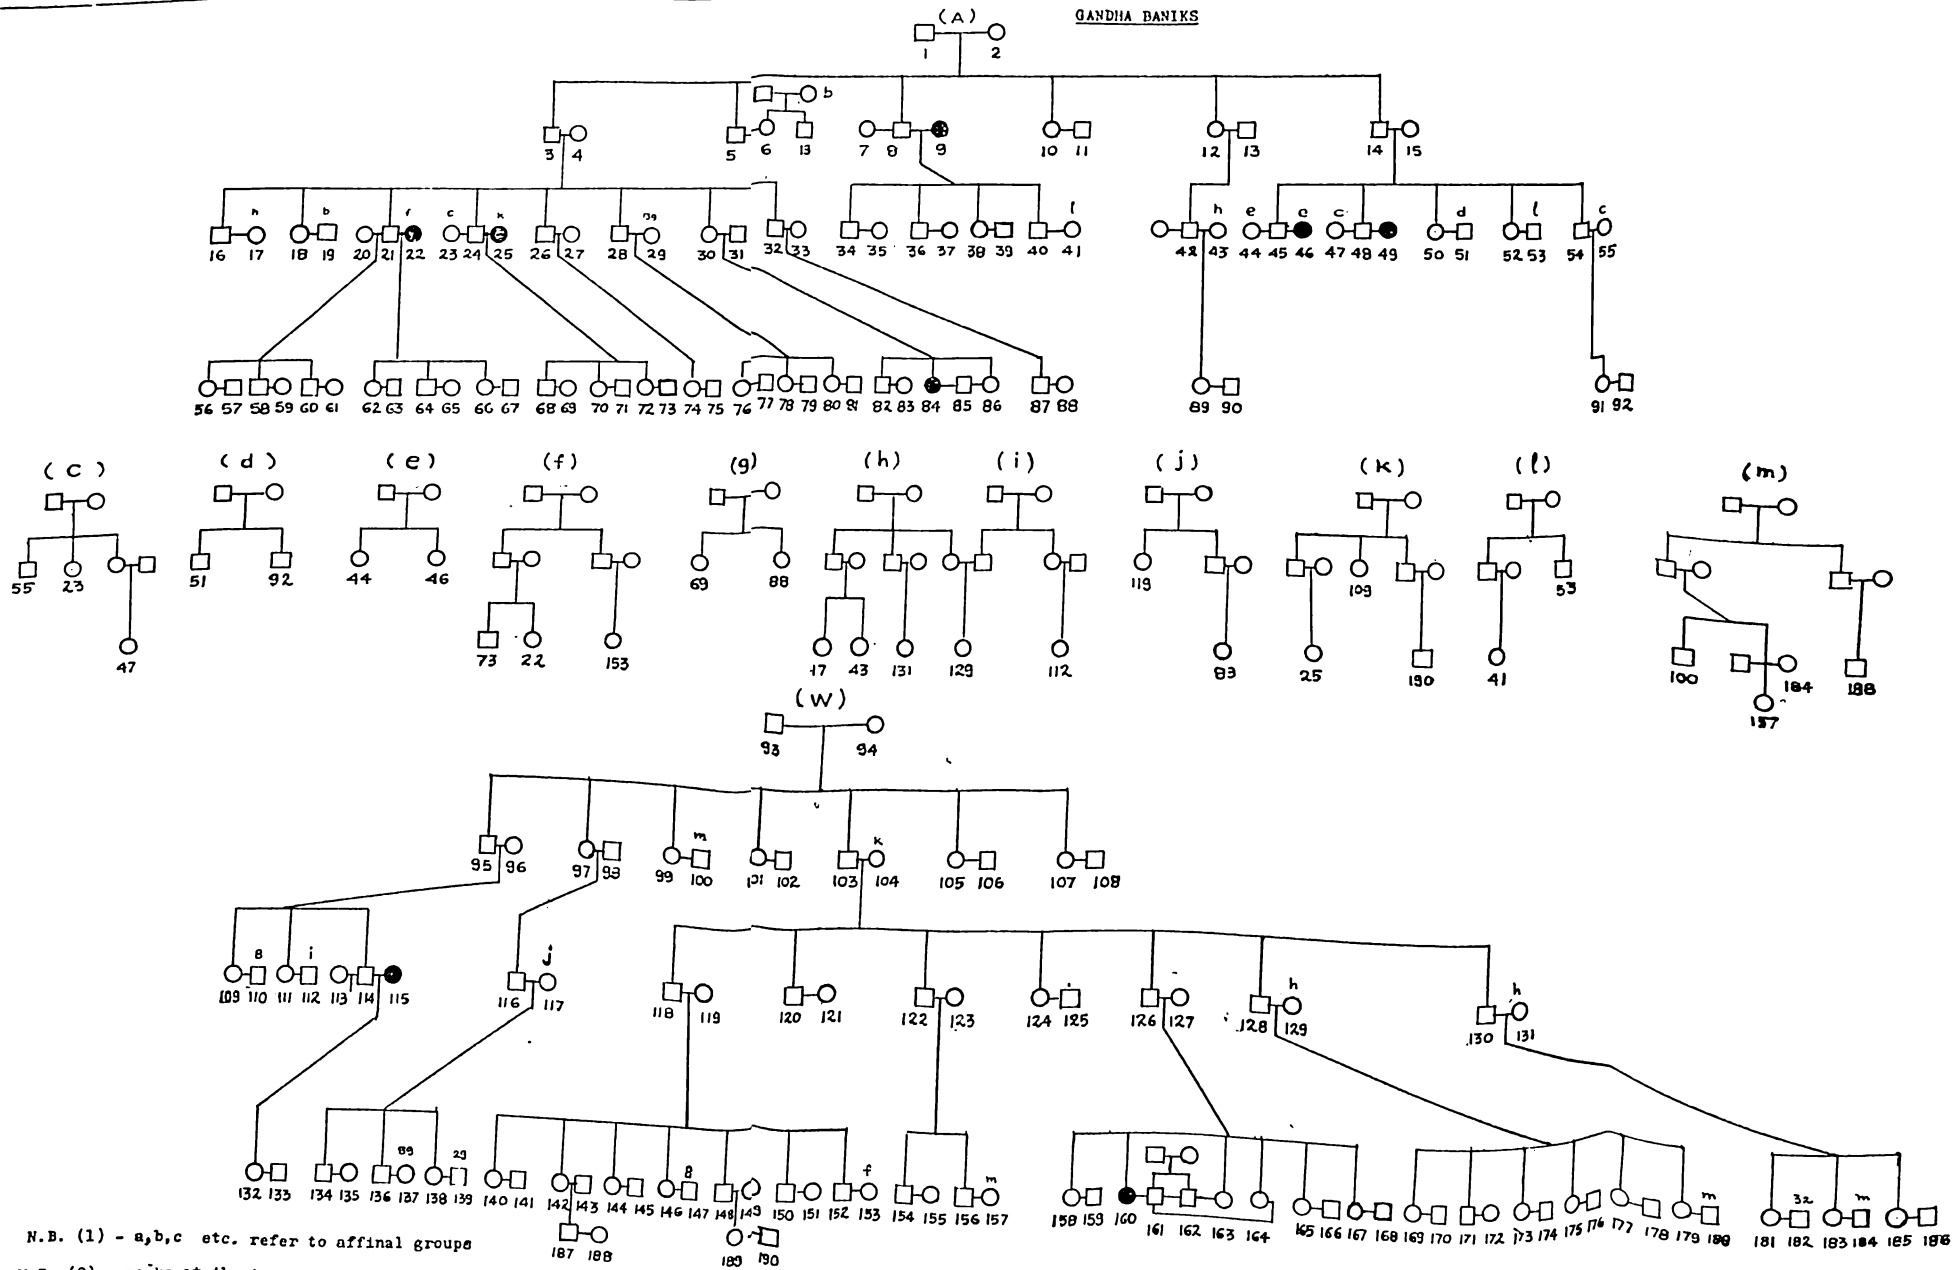 GANDHA BANIKS
(A)
1 2
b
3 4 5 6 13 7 8 9 10 11 12 13 14 15
h b f c k l h e e c d l c
16 17 18 19 20 21 22 23 24 25 26 27 28 29 30 31 32 33 34 35 36 37 38 39 40 41 42 43 44 45 46 47 48 49 50 51 52 53 54 55
56 57 58 59 60 61 62 63 64 65 66 67 68 69 70 71 72 73 74 75 76 77 78 79 80 81 82 83 84 85 86 87 88 89 90 91 92
(c) (d) (e) (f) (g) (h) (i) (j) (k) (l) (m)
55 23 51 92 44 46 69 88 119 109 53
47 73 22 153 17 43 131 129 112 83 25 190 41 100 184 188
157
(W)
93 94
m k
95 96 97 98 99 100 101 102 103 104 105 106 107 108
8 i j h h
109 110 111 112 113 114 115 116 117 118 119 120 121 122 123 124 125 126 127 128 129 130 131
89 29 8 f m 32 m m
132 133 134 135 136 137 138 139 140 141 142 143 144 145 146 147 148 149 150 151 152 153 154 155 156 157 158 159 160 161 162 163 164 165 166 167 168 169 170 171 172 173 174 175 176 177 178 179 180 181 182 183 184 185 186
187 188 189 190
N.B. (1) - a,b,c etc. refer to affinal groups